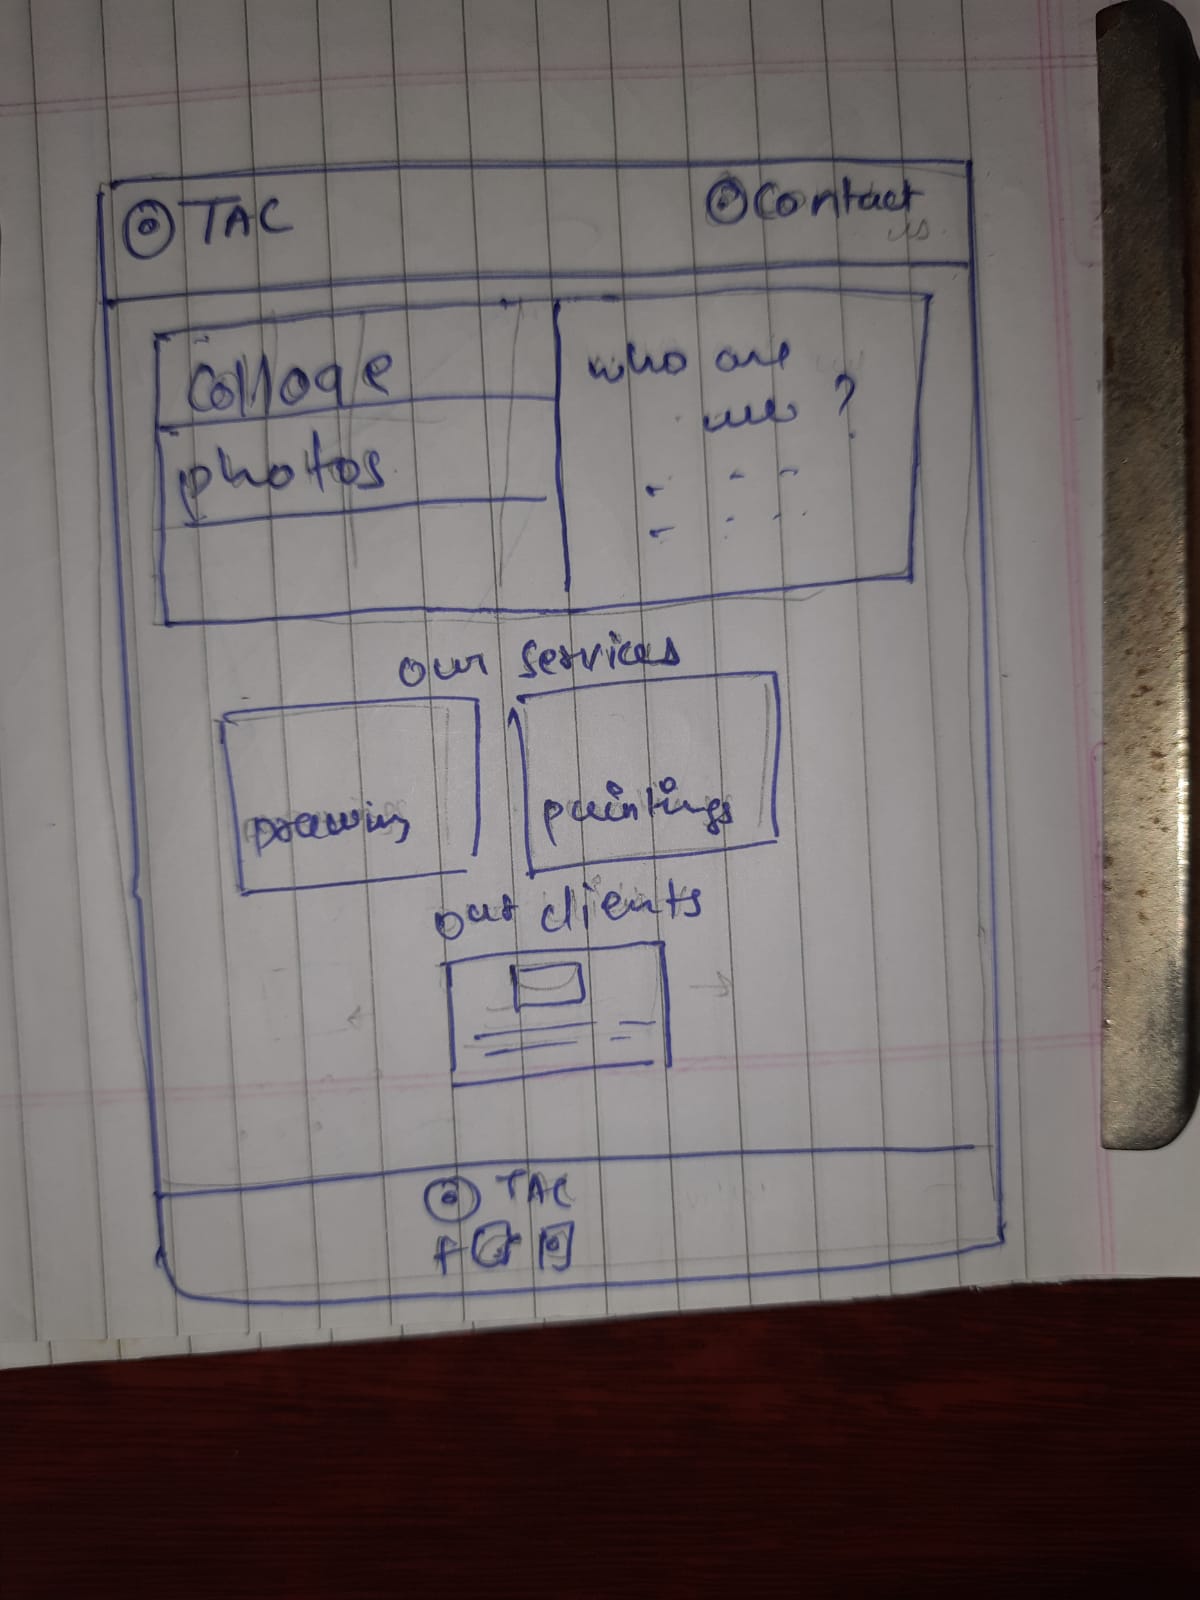 TAC
Contact
us
Collage
photos
who are
we ?
our services
Drawing
paintings
our clients
TAC
f